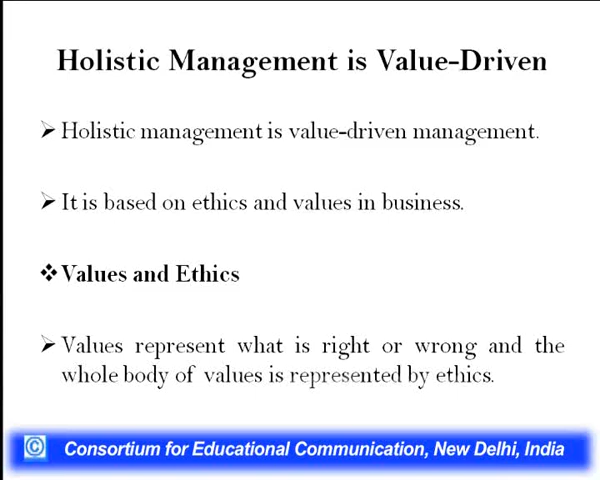 Holistic Management is Value-Driven
➢ Holistic management is value-driven management.
➢ It is based on ethics and values in business.
❖ Values and Ethics
➢ Values represent what is right or wrong and the
whole body of values is represented by ethics.
© Consortium for Educational Communication, New Delhi, India